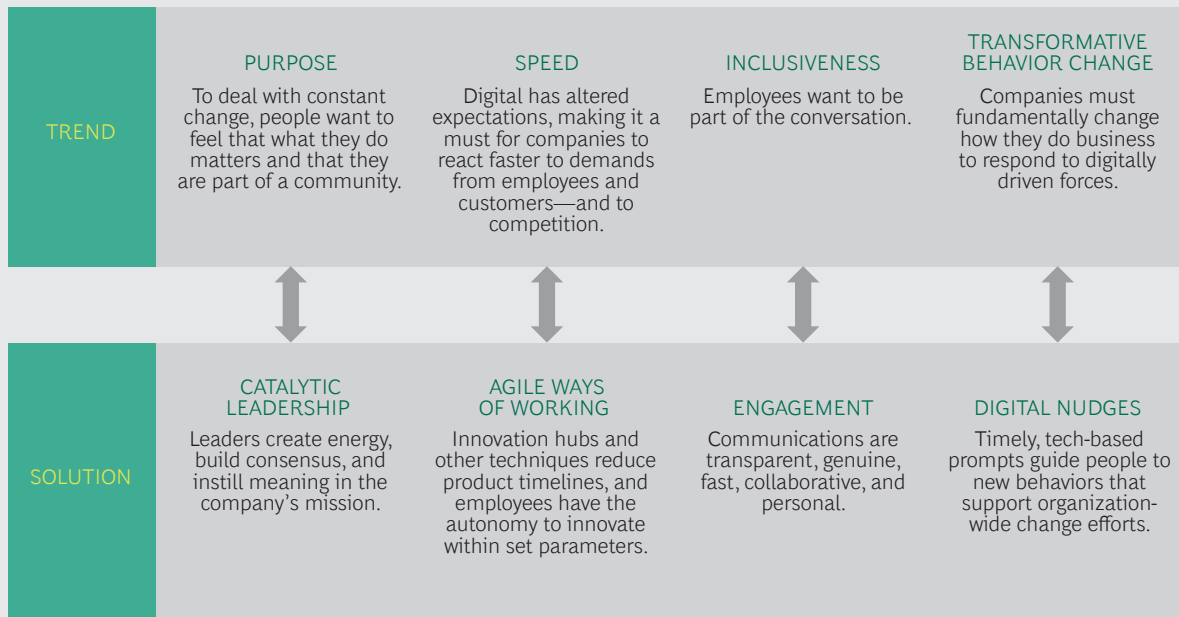 TREND
PURPOSE
To deal with constant
change, people want to
feel that what they do
matters and that they
are part of a community.
SPEED
Digital has altered
expectations, making it a
must for companies to
react faster to demands
from employees and
customers—and to
competition.
INCLUSIVENESS
Employees want to be
part of the conversation.
TRANSFORMATIVE
BEHAVIOR CHANGE
Companies must
fundamentally change
how they do business
to respond to digitally
driven forces.
SOLUTION
CATALYTIC
LEADERSHIP
Leaders create energy,
build consensus, and
instill meaning in the
company’s mission.
AGILE WAYS
OF WORKING
Innovation hubs and
other techniques reduce
product timelines, and
employees have the
autonomy to innovate
within set parameters.
ENGAGEMENT
Communications are
transparent, genuine,
fast, collaborative, and
personal.
DIGITAL NUDGES
Timely, tech-based
prompts guide people to
new behaviors that
support organization-
wide change efforts.